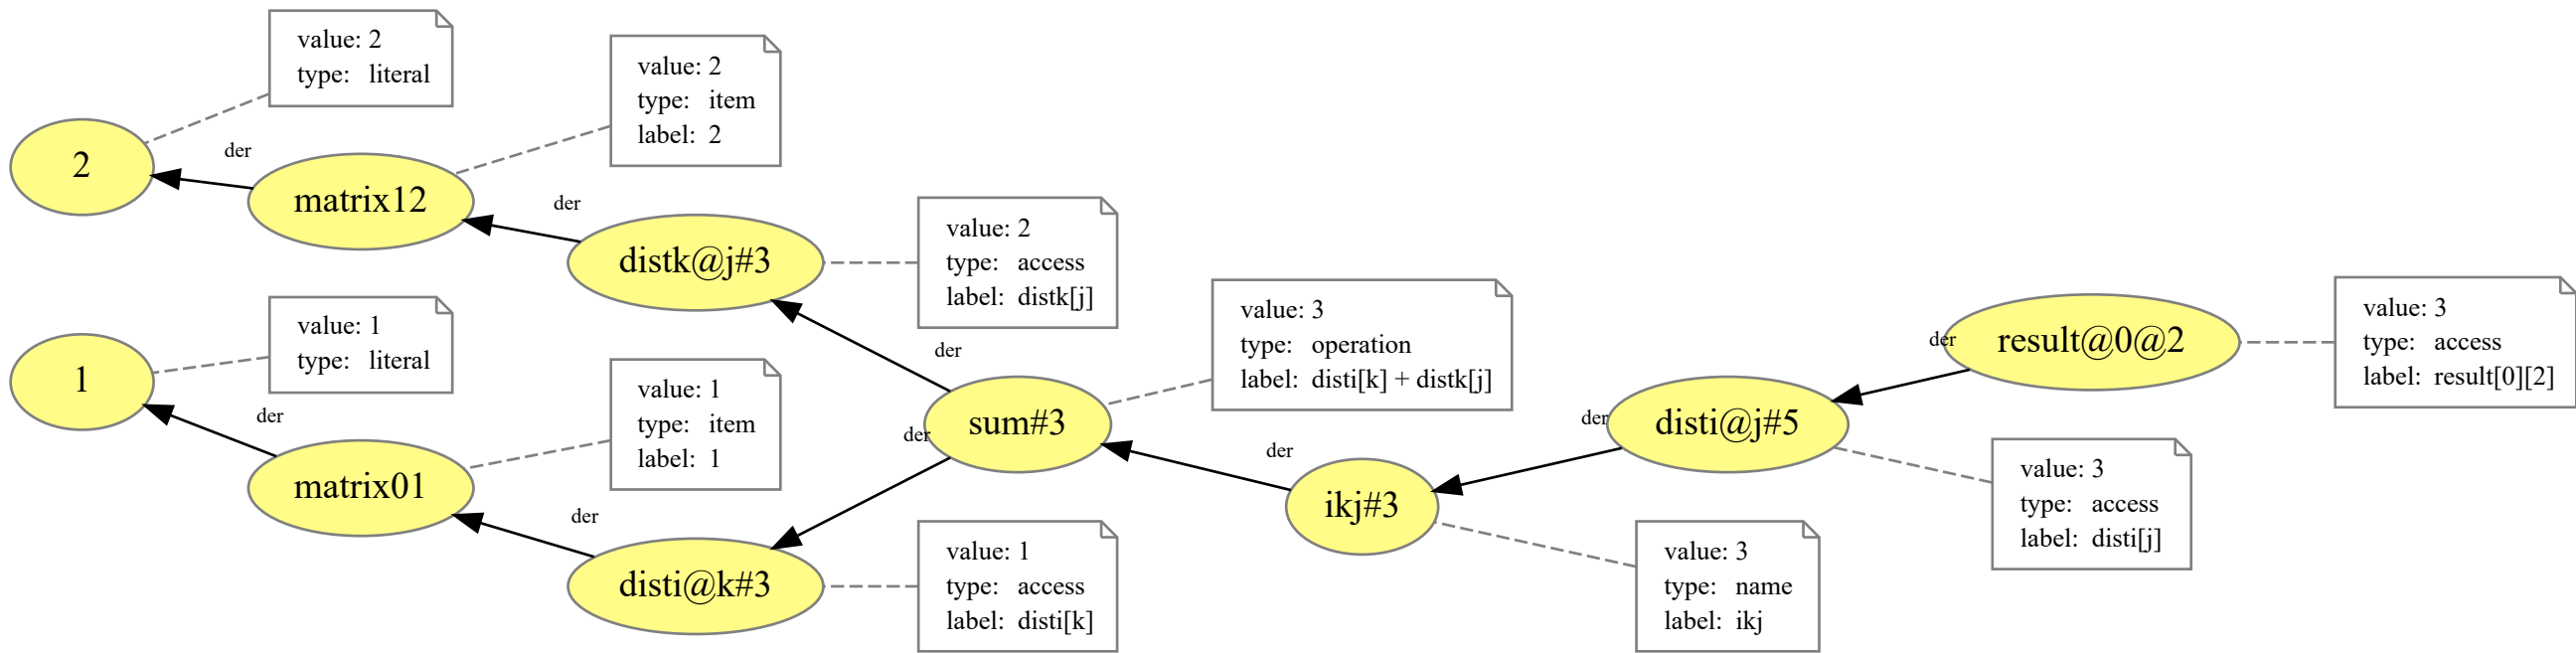 value: 2
type: literal
2
der
value: 2
type: item
label: 2
matrix12
der
value: 2
type: access
label: distk[j]
distk@j#3
value: 1
type: literal
1
der
value: 1
type: item
label: 1
matrix01
der
value: 1
type: access
label: disti[k]
disti@k#3
der
der
value: 3
type: operation
label: disti[k] + distk[j]
sum#3
der
value: 3
type: name
label: ikj
ikj#3
der
value: 3
type: access
label: disti[j]
disti@j#5
der
value: 3
type: access
label: result[0][2]
result@0@2